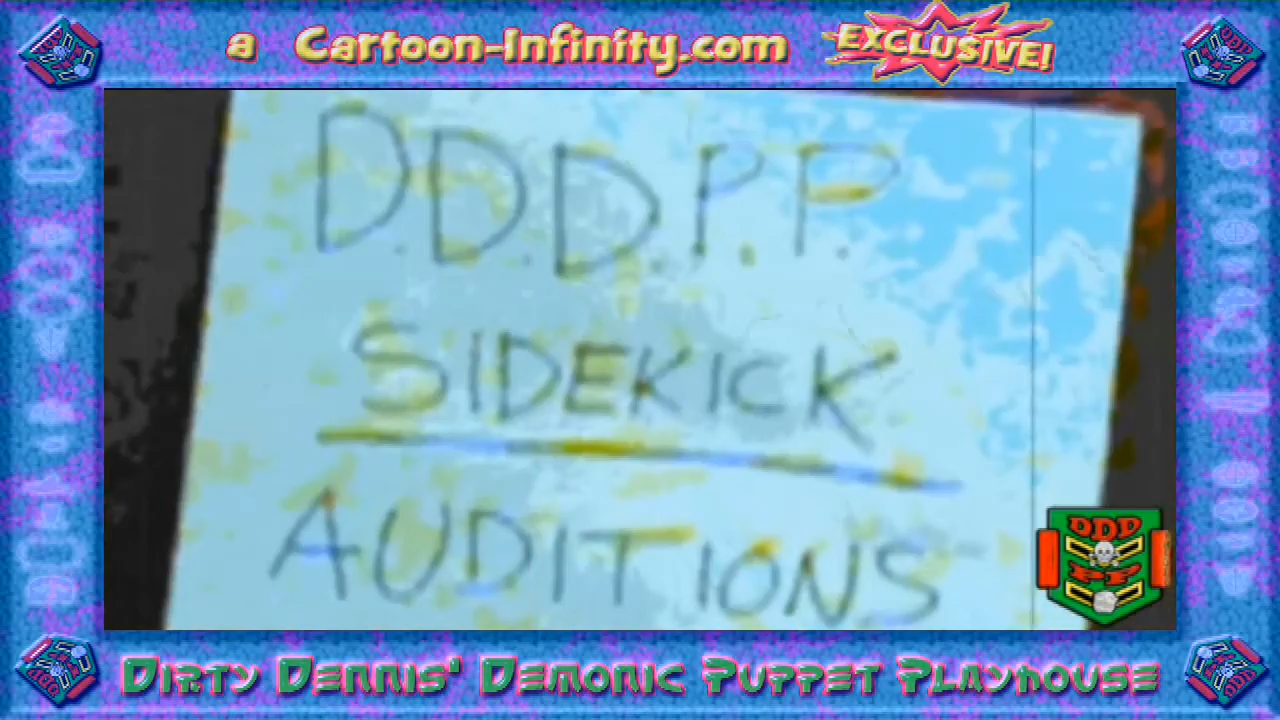 a Cartoon-Infinity.com EXCLUSIVE!
D.D.D.P.P.
SIDEKICK
AUDITIONS
DDD
PP
Dirty Dennis' Demonic Puppet Playhouse